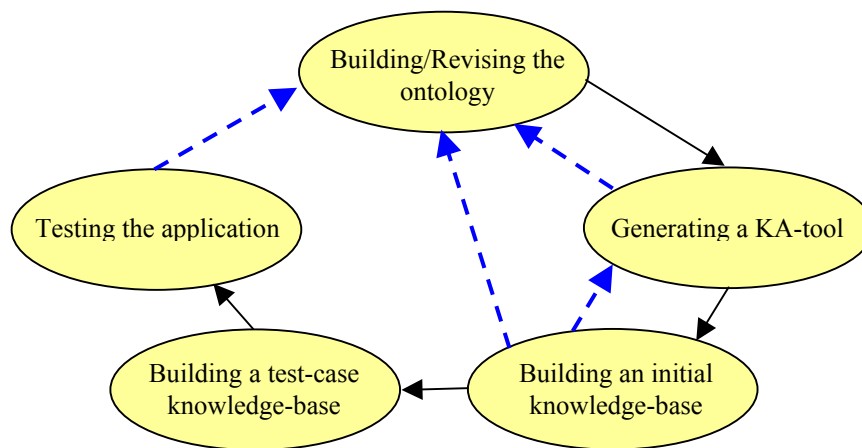 Building/Revising the
ontology
Testing the application
Generating a KA-tool
Building a test-case
knowledge-base
Building an initial
knowledge-base